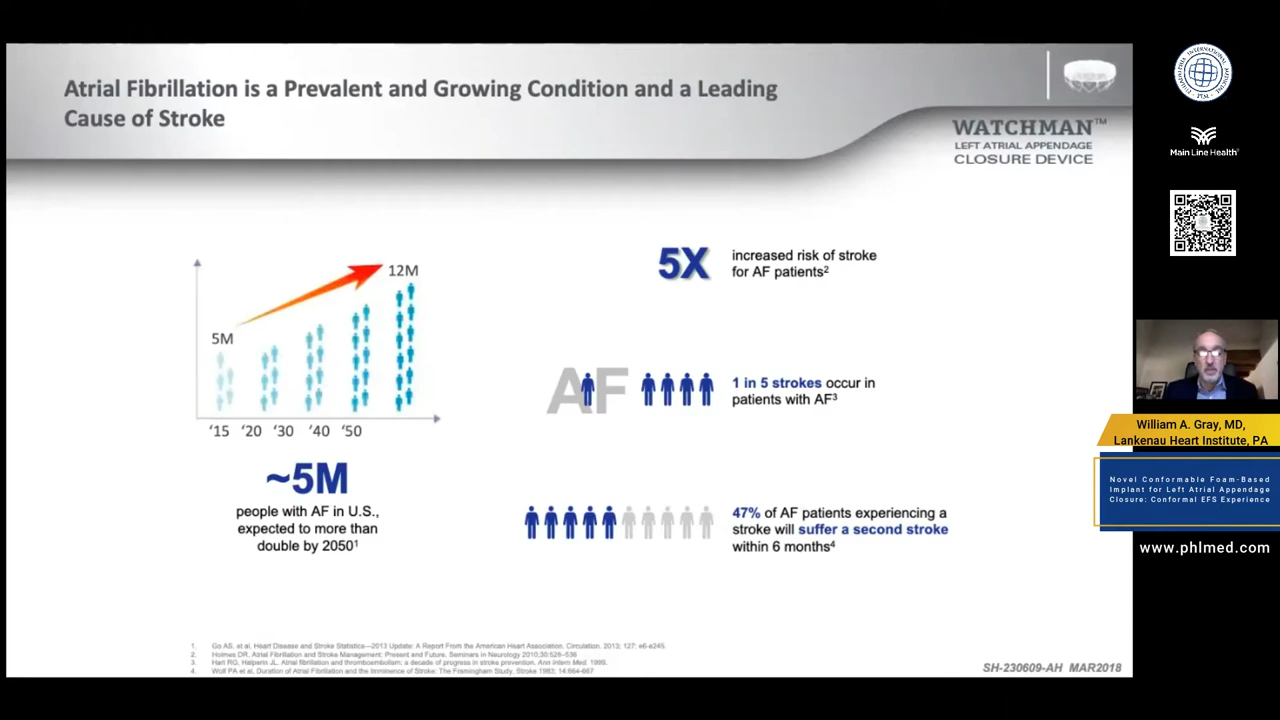 Atrial Fibrillation is a Prevalent and Growing Condition and a Leading
Cause of Stroke
WATCHMAN™
LEFT ATRIAL APPENDAGE
CLOSURE DEVICE
12M
5M
'15 '20 '30 '40 '50
~5M
people with AF in U.S.,
expected to more than
double by 2050¹
5X
increased risk of stroke
for AF patients²
AF
1 in 5 strokes occur in
patients with AF³
47% of AF patients experiencing a
stroke will suffer a second stroke
within 6 months⁴
1. Go AS, et al, Heart Disease and Stroke Statistics—2013 Update: A Report From the American Heart Association. Circulation. 2013; 127: e6-e245.
2. Holmes DR, Atrial Fibrillation and Stroke Management: Present and Future, Seminars in Neurology 2010;30:528–536
3. Hart RG, Halperin JL. Atrial fibrillation and thromboembolism: a decade of progress in stroke prevention. Ann Intern Med. 1999.
4. Wolf PA et al, Duration of Atrial Fibrillation and the Imminence of Stroke: The Framingham Study. Stroke 1983; 14:664-667
SH-230609-AH MAR2018
PHILADELPHIA INTERNATIONAL MEDICINE
PIM
Main Line Health®
William A. Gray, MD,
Lankenau Heart Institute, PA
Novel Conformable Foam-Based
Implant for Left Atrial Appendage
Closure: Conformal EFS Experience
www.phlmed.com